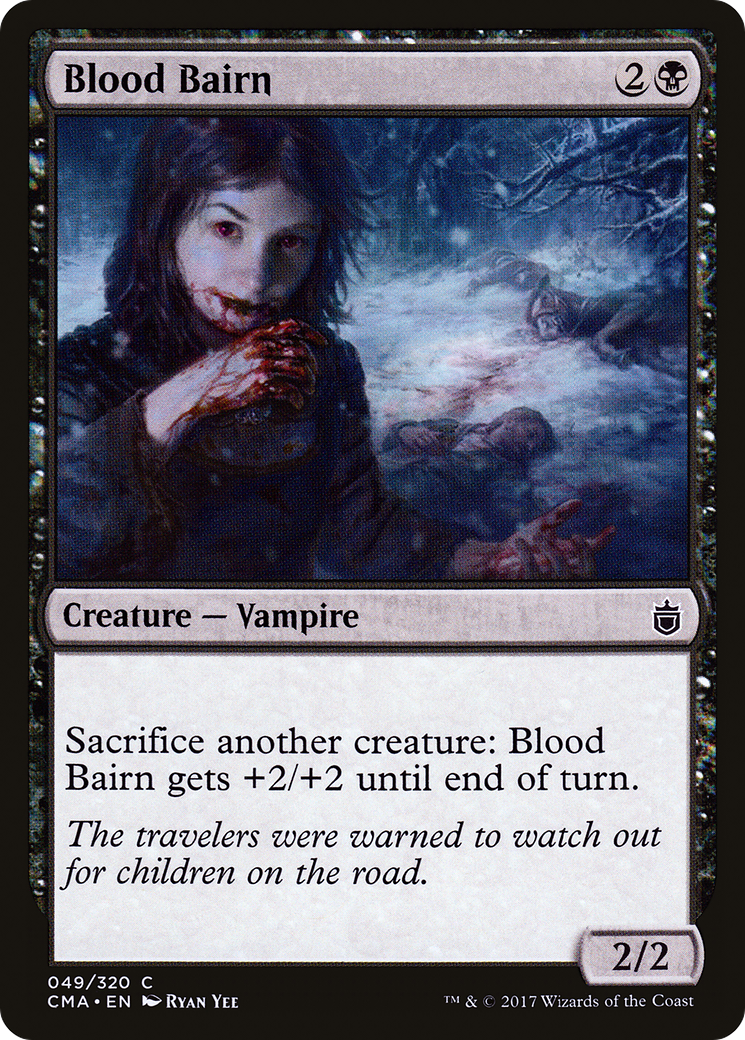 Blood Bairn 2
Creature — Vampire
Sacrifice another creature: Blood
Bairn gets +2/+2 until end of turn.
The travelers were warned to watch out
for children on the road.
2/2
049/320 C
CMA • EN Ryan Yee ™ & © 2017 Wizards of the Coast